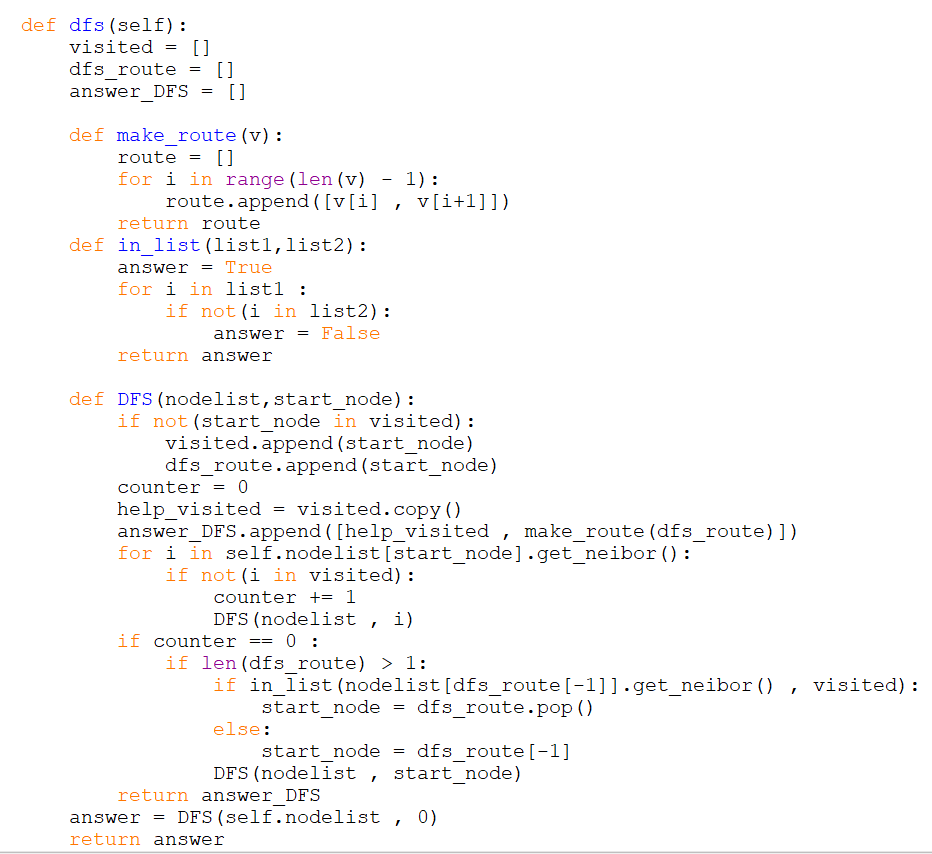 def dfs(self):
    visited = []
    dfs_route = []
    answer_DFS = []

    def make_route(v):
        route = []
        for i in range(len(v) - 1):
            route.append([v[i] , v[i+1]])
        return route
    def in_list(list1,list2):
        answer = True
        for i in list1 :
            if not(i in list2):
                answer = False
        return answer

    def DFS(nodelist,start_node):
        if not(start_node in visited):
            visited.append(start_node)
            dfs_route.append(start_node)
        counter = 0
        help_visited = visited.copy()
        answer_DFS.append([help_visited , make_route(dfs_route)])
        for i in self.nodelist[start_node].get_neibor():
            if not(i in visited):
                counter += 1
                DFS(nodelist , i)
        if counter == 0 :
            if len(dfs_route) > 1:
                if in_list(nodelist[dfs_route[-1]].get_neibor() , visited):
                    start_node = dfs_route.pop()
                else:
                    start_node = dfs_route[-1]
                DFS(nodelist , start_node)
        return answer_DFS
    answer = DFS(self.nodelist , 0)
    return answer